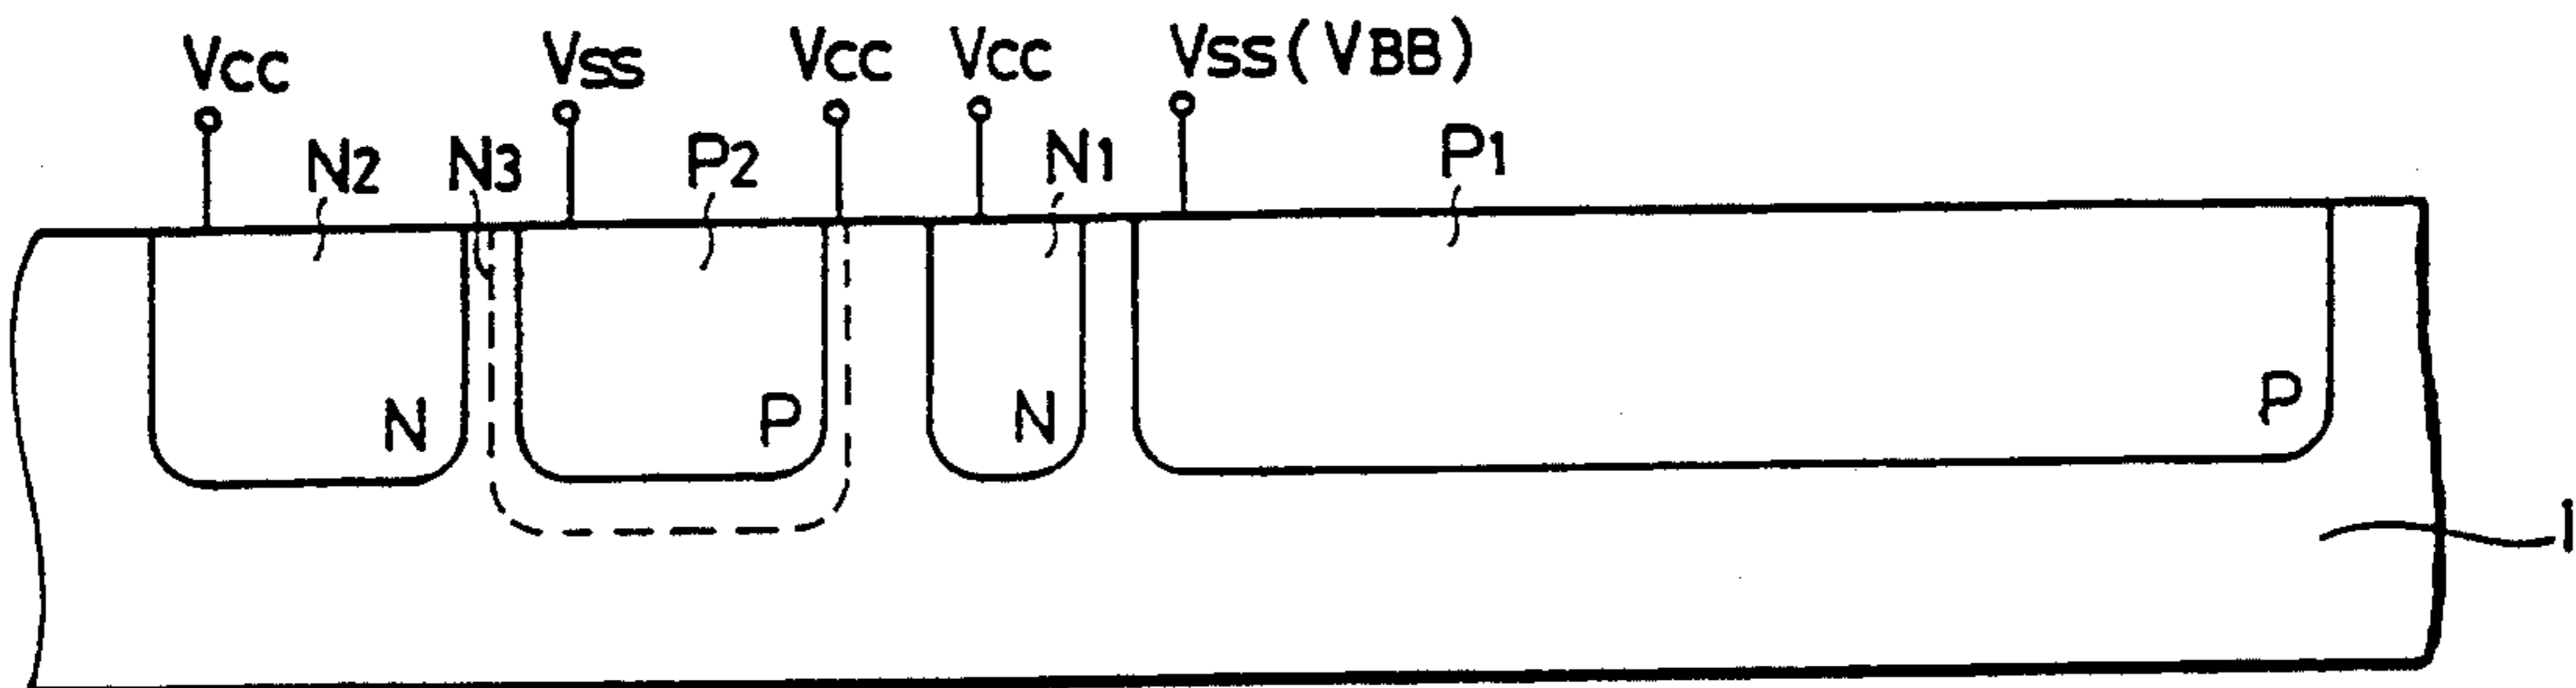 Vcc Vss Vcc Vcc Vss(VBB)
N2 N3 P2 N1 P1
N P N P
1